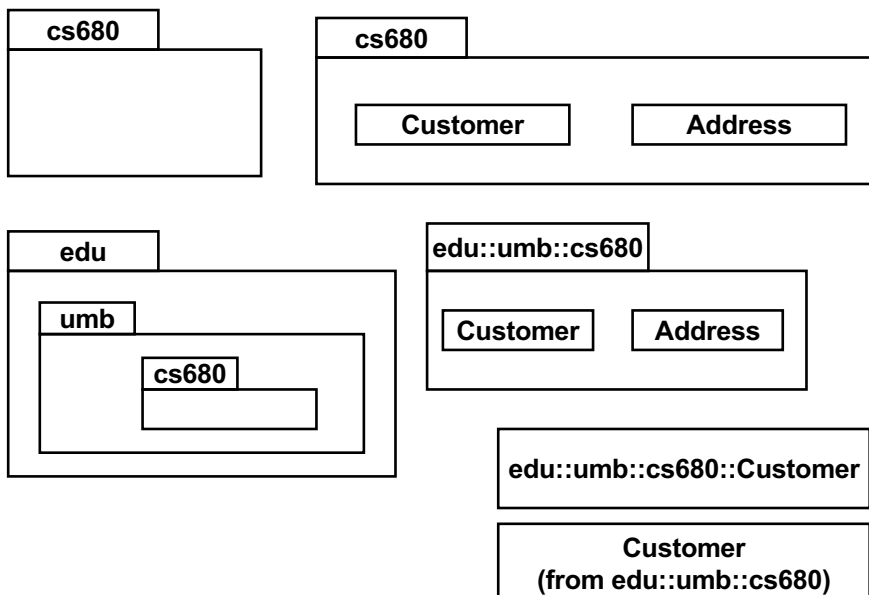 cs680
cs680
Customer
Address
edu
umb
cs680
edu::umb::cs680
Customer
Address
edu::umb::cs680::Customer
Customer
(from edu::umb::cs680)